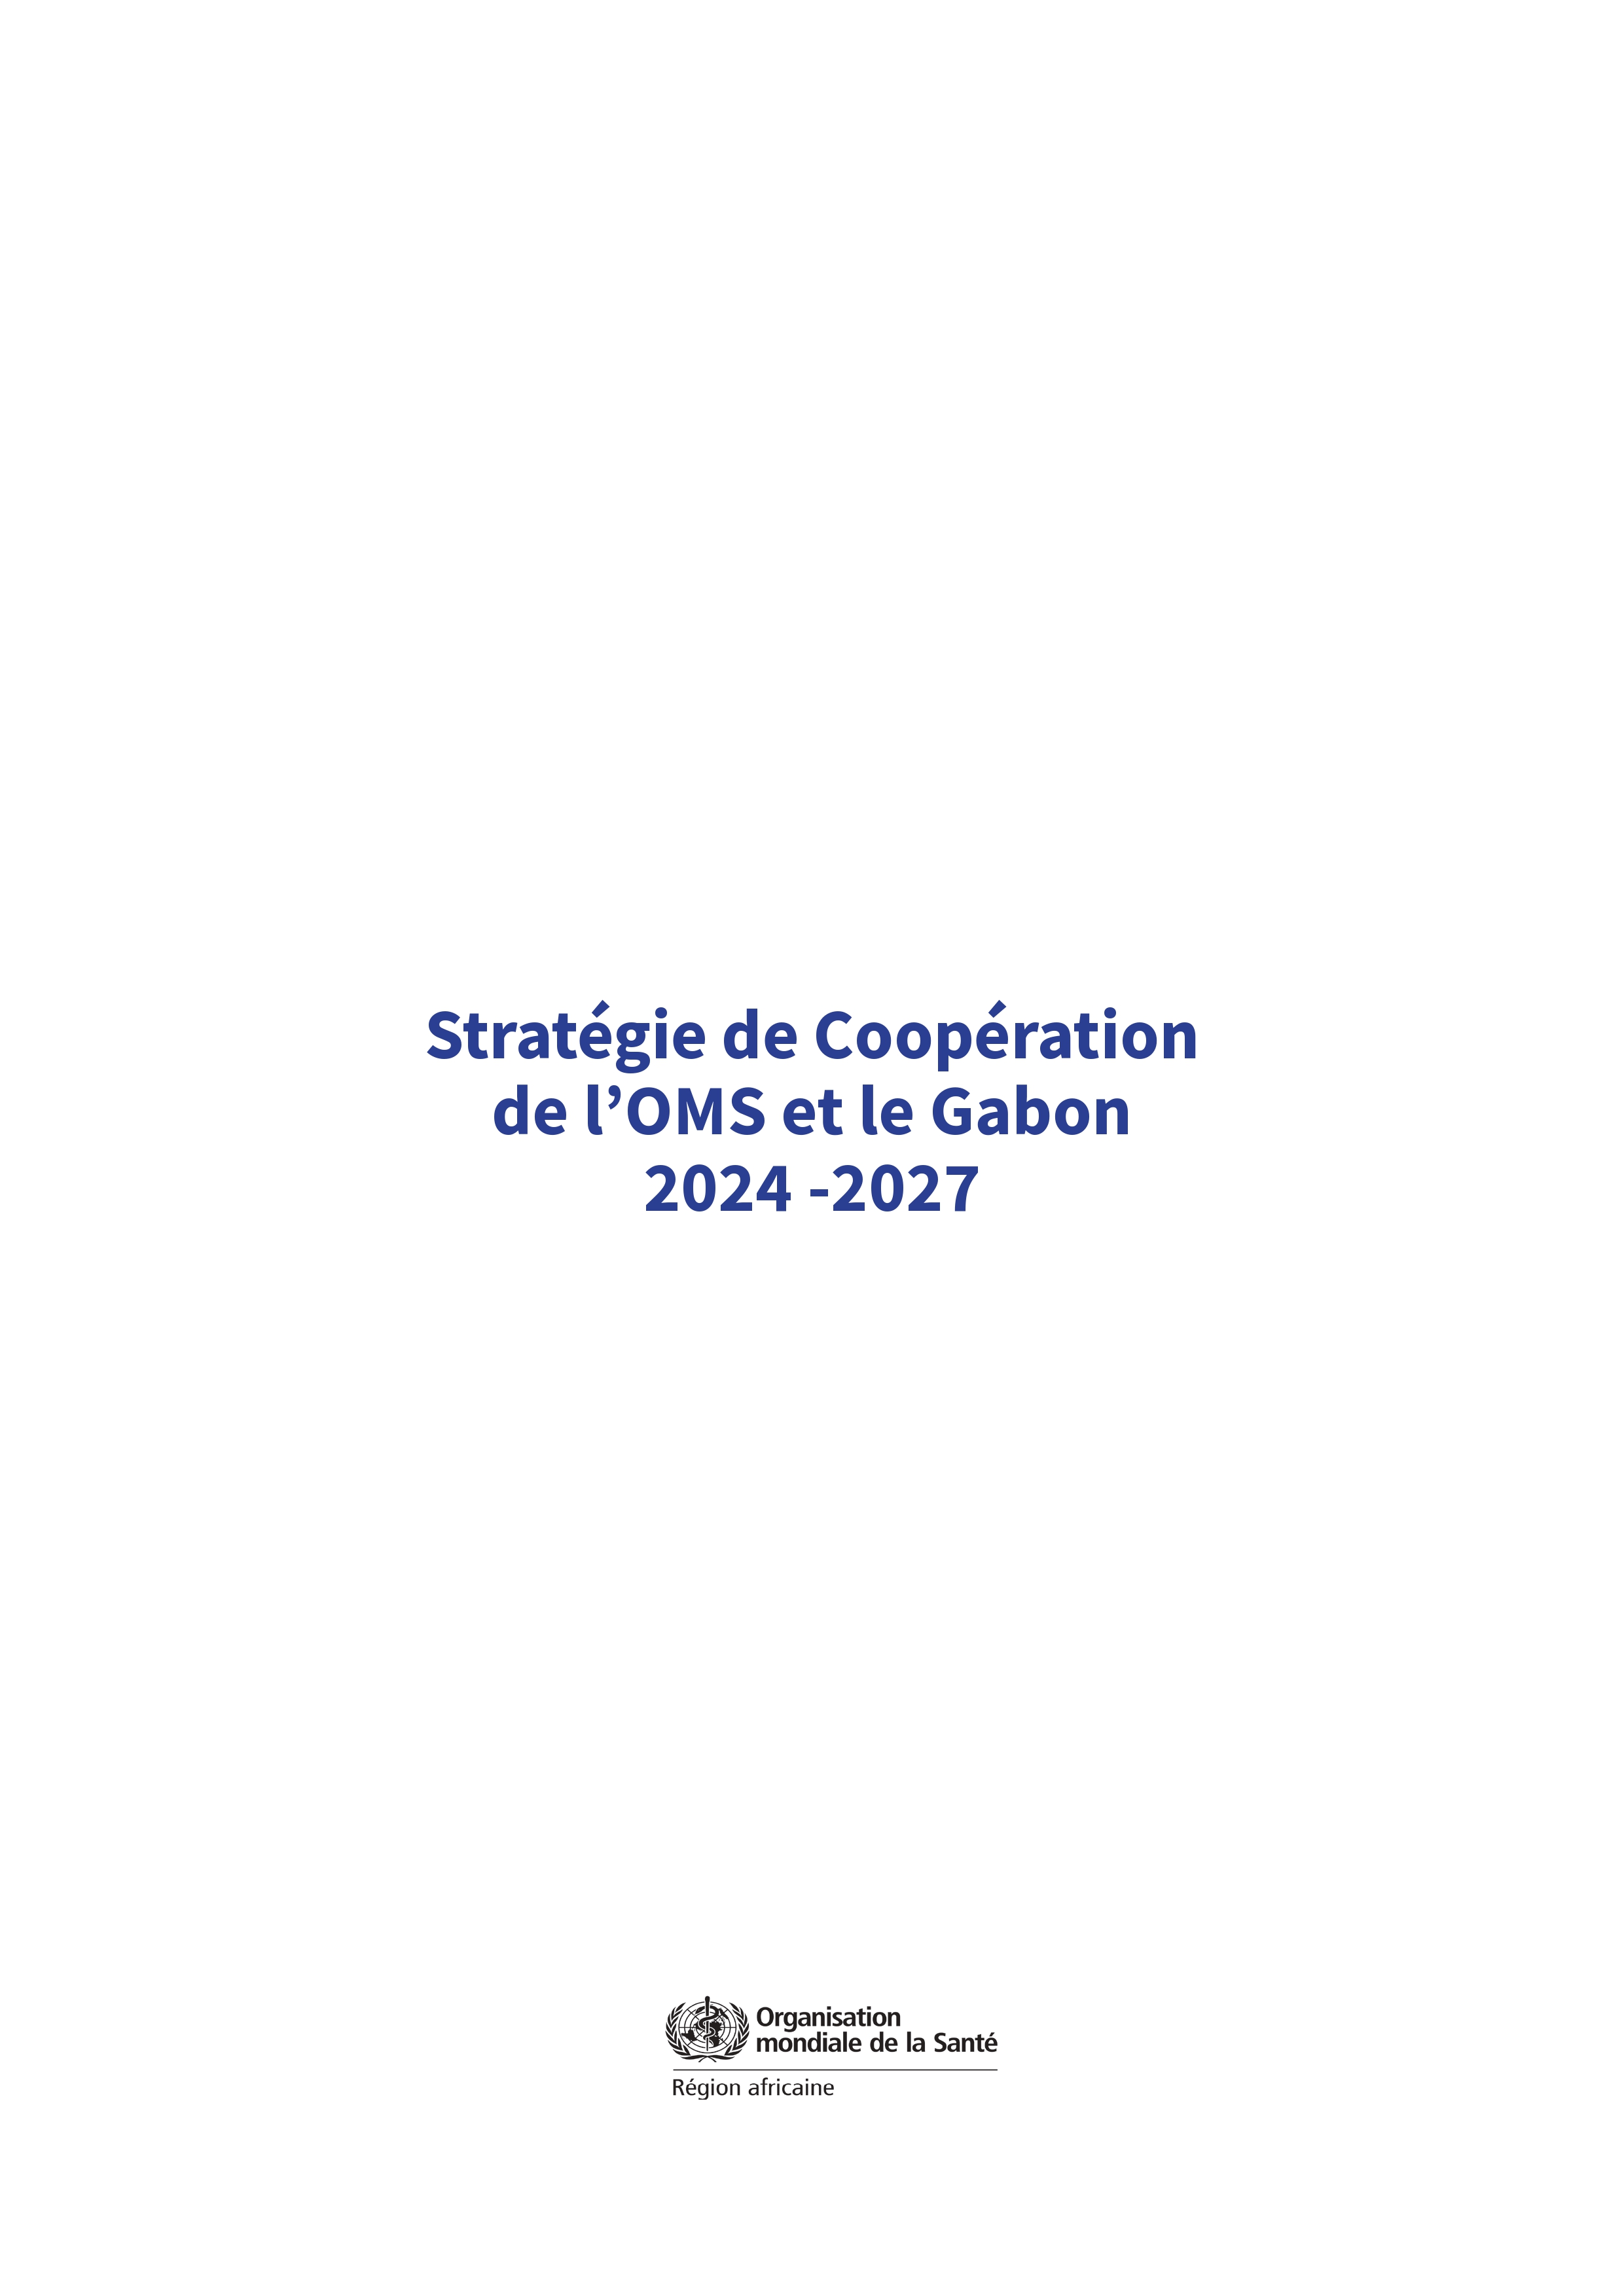 Stratégie de Coopération
de l’OMS et le Gabon
2024 -2027
Organisation
mondiale de la Santé
Région africaine